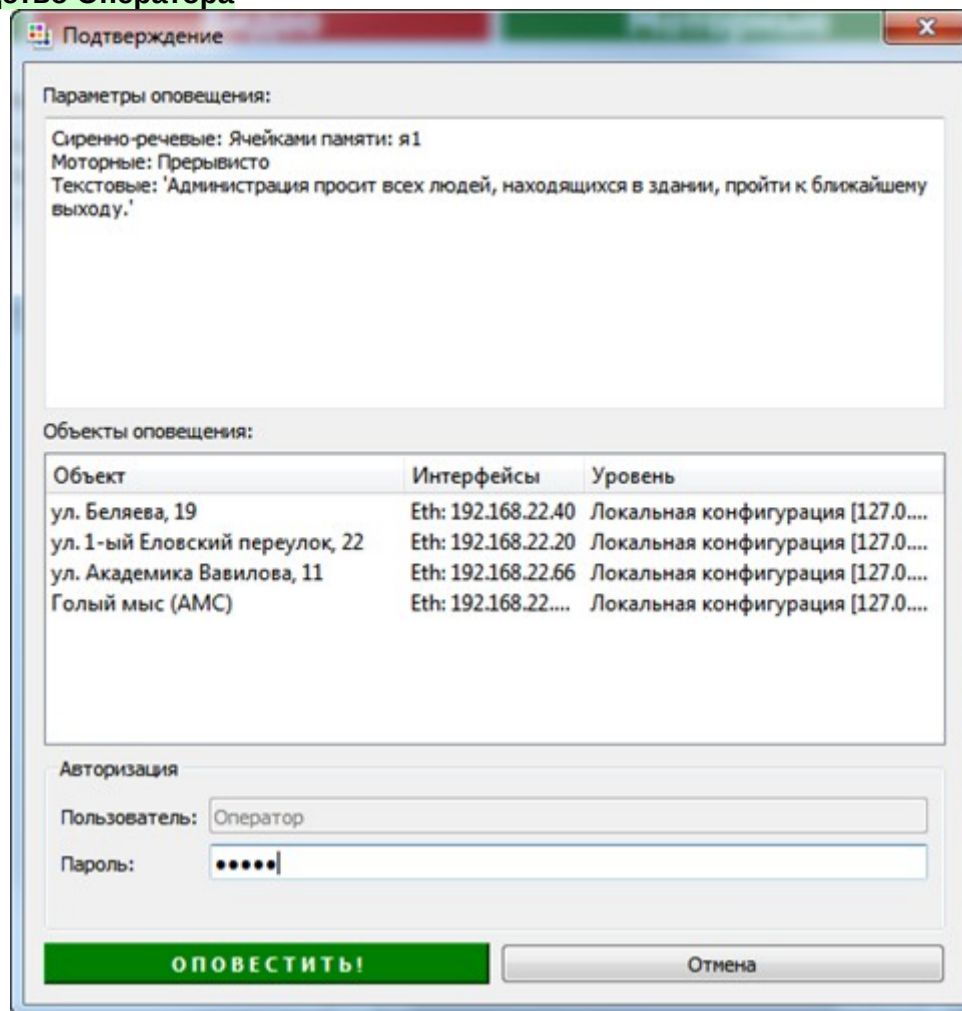 Оператора
Подтверждение
Параметры оповещения:
Сиренно-речевые: Ячейками памяти: я1
Моторные: Прерывисто
Текстовые: 'Администрация просит всех людей, находящихся в здании, пройти к ближайшему
выходу.'
Объекты оповещения:
Объект Интерфейсы Уровень
ул. Беляева, 19 Eth: 192.168.22.40 Локальная конфигурация [127.0....
ул. 1-ый Еловский переулок, 22 Eth: 192.168.22.20 Локальная конфигурация [127.0....
ул. Академика Вавилова, 11 Eth: 192.168.22.66 Локальная конфигурация [127.0....
Голый мыс (АМС) Eth: 192.168.22.... Локальная конфигурация [127.0....
Авторизация
Пользователь: Оператор
Пароль: •••••
ОПОВЕСТИТЬ! Отмена